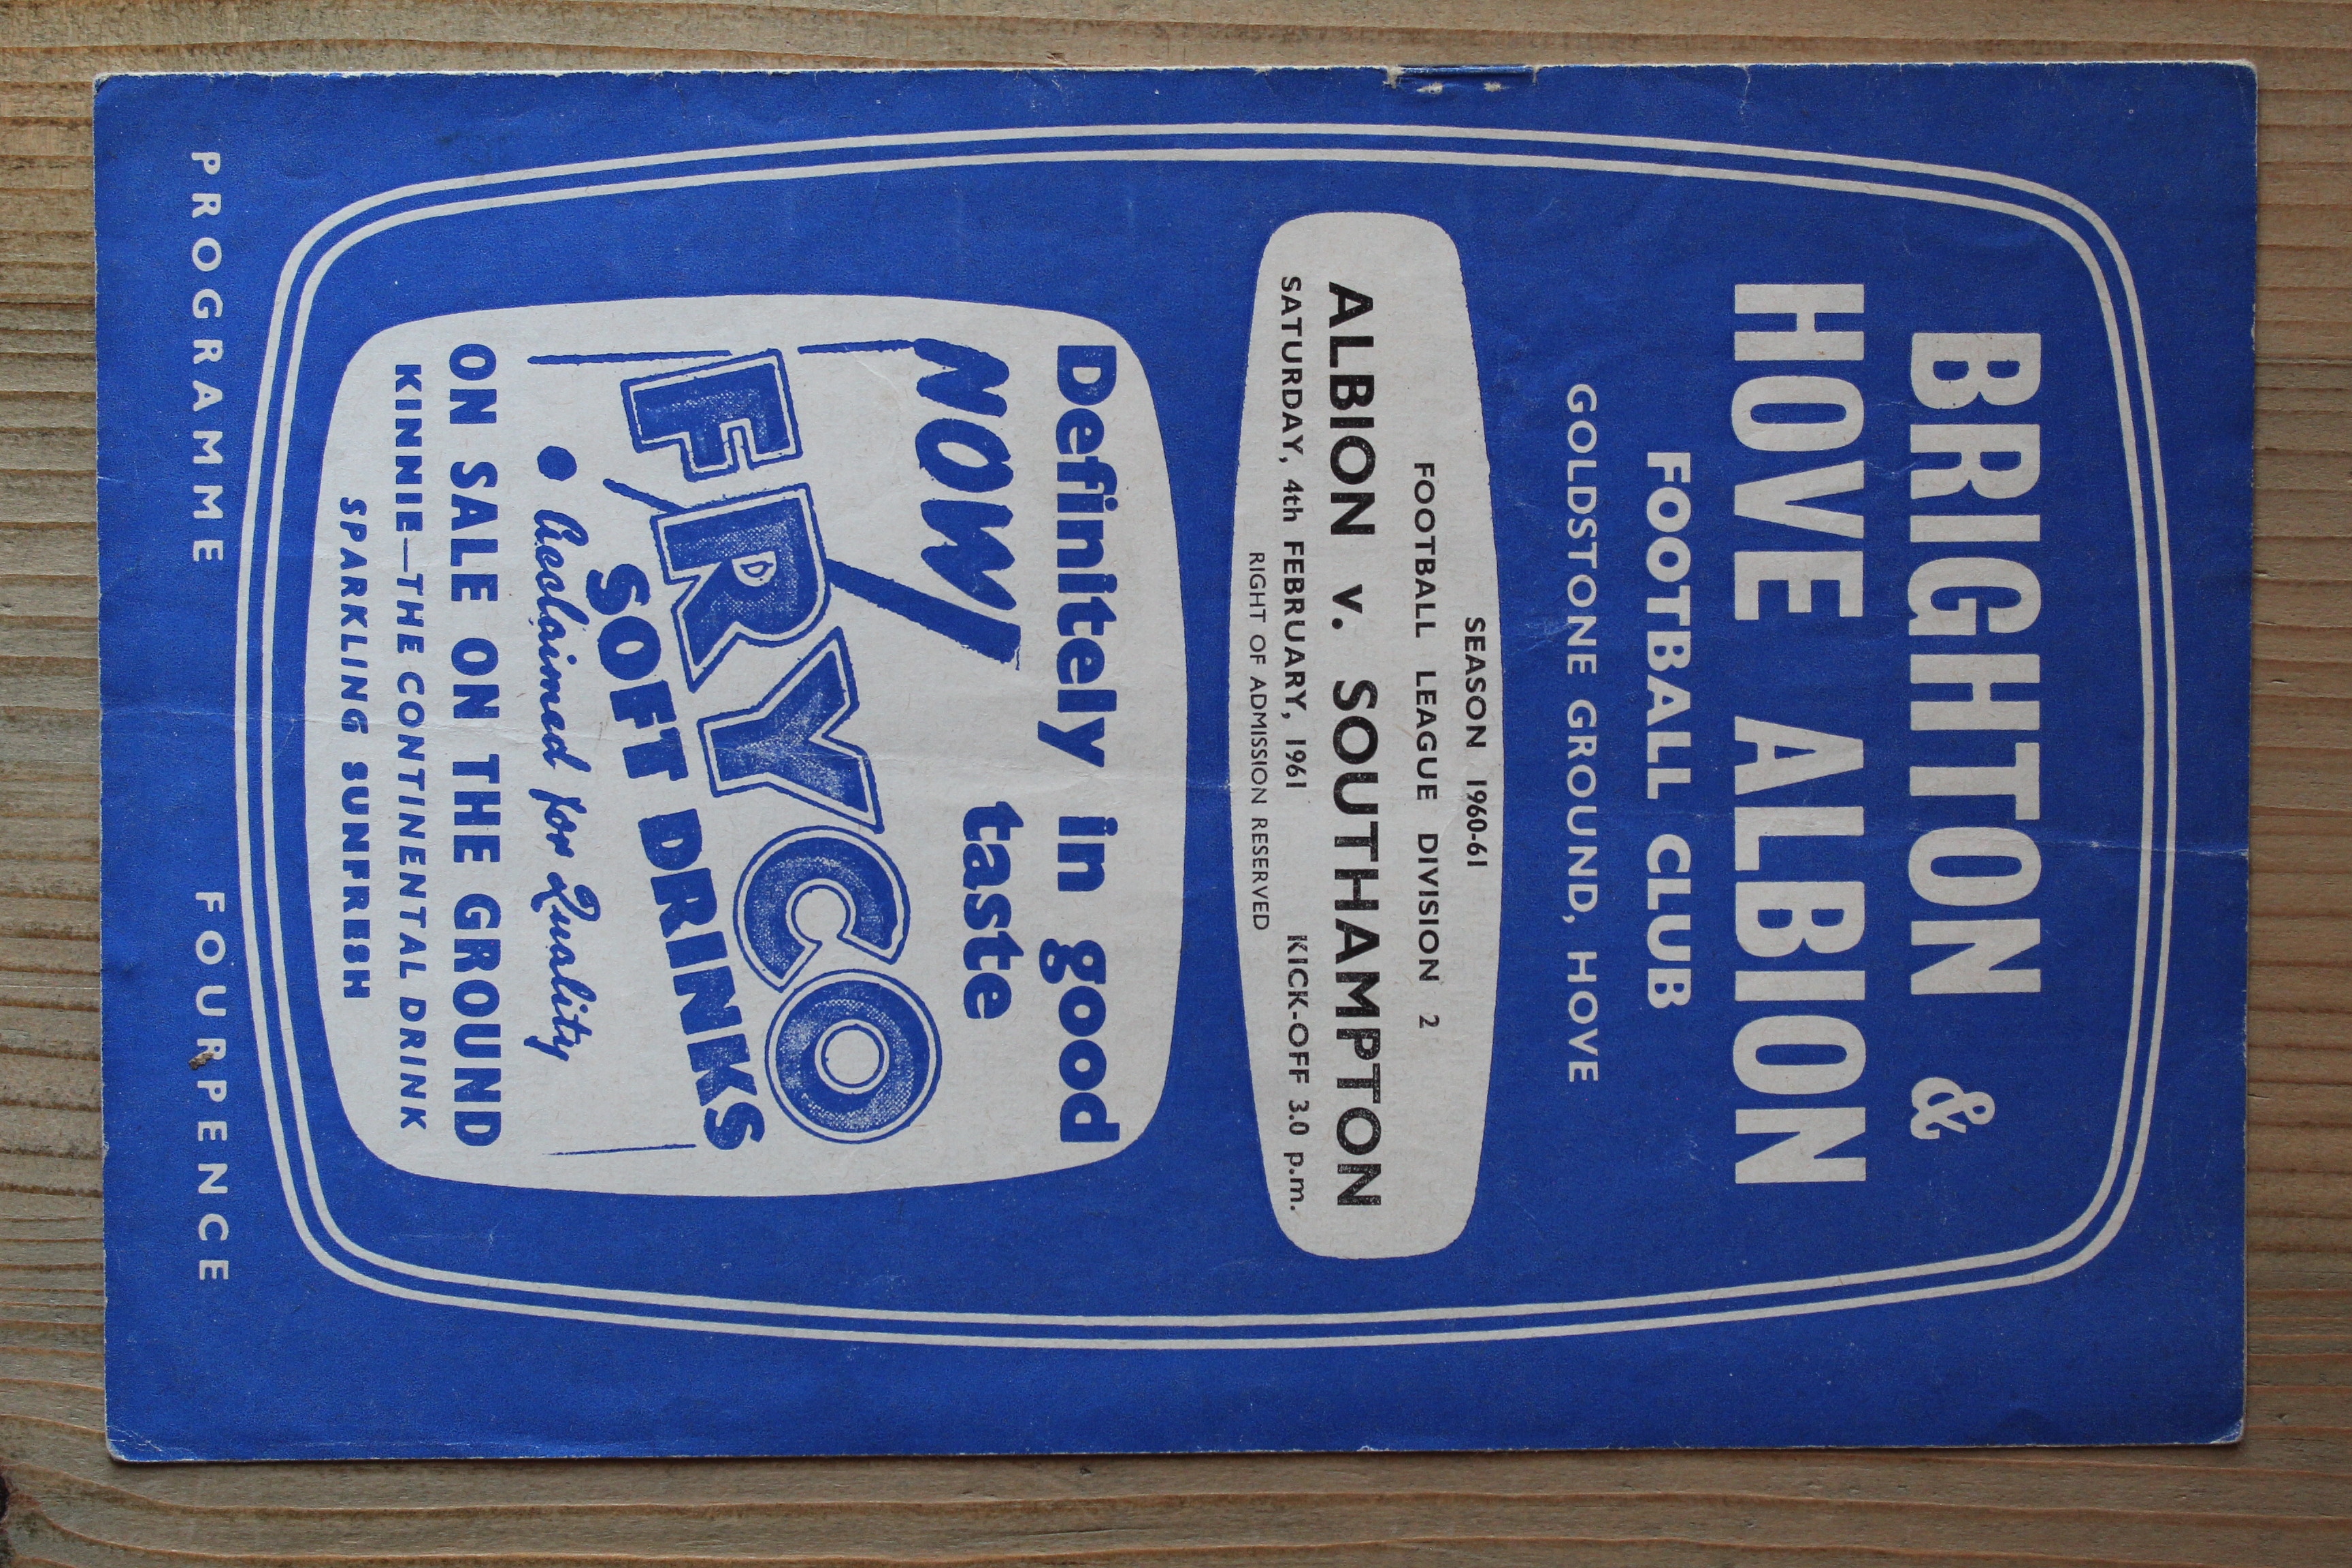 BRIGHTON &
HOVE ALBION
FOOTBALL CLUB
GOLDSTONE GROUND, HOVE
SEASON 1960-61
FOOTBALL LEAGUE DIVISION 2
ALBION v. SOUTHAMPTON
SATURDAY, 4th FEBRUARY, 1961 KICK-OFF 3.0 p.m.
RIGHT OF ADMISSION RESERVED
Definitely in good
NOW taste
FRYCO
SOFT DRINKS
Acclaimed for Quality
ON SALE ON THE GROUND
KINNIE—THE CONTINENTAL DRINK
SPARKLING SUNFRESH
PROGRAMME FOURPENCE